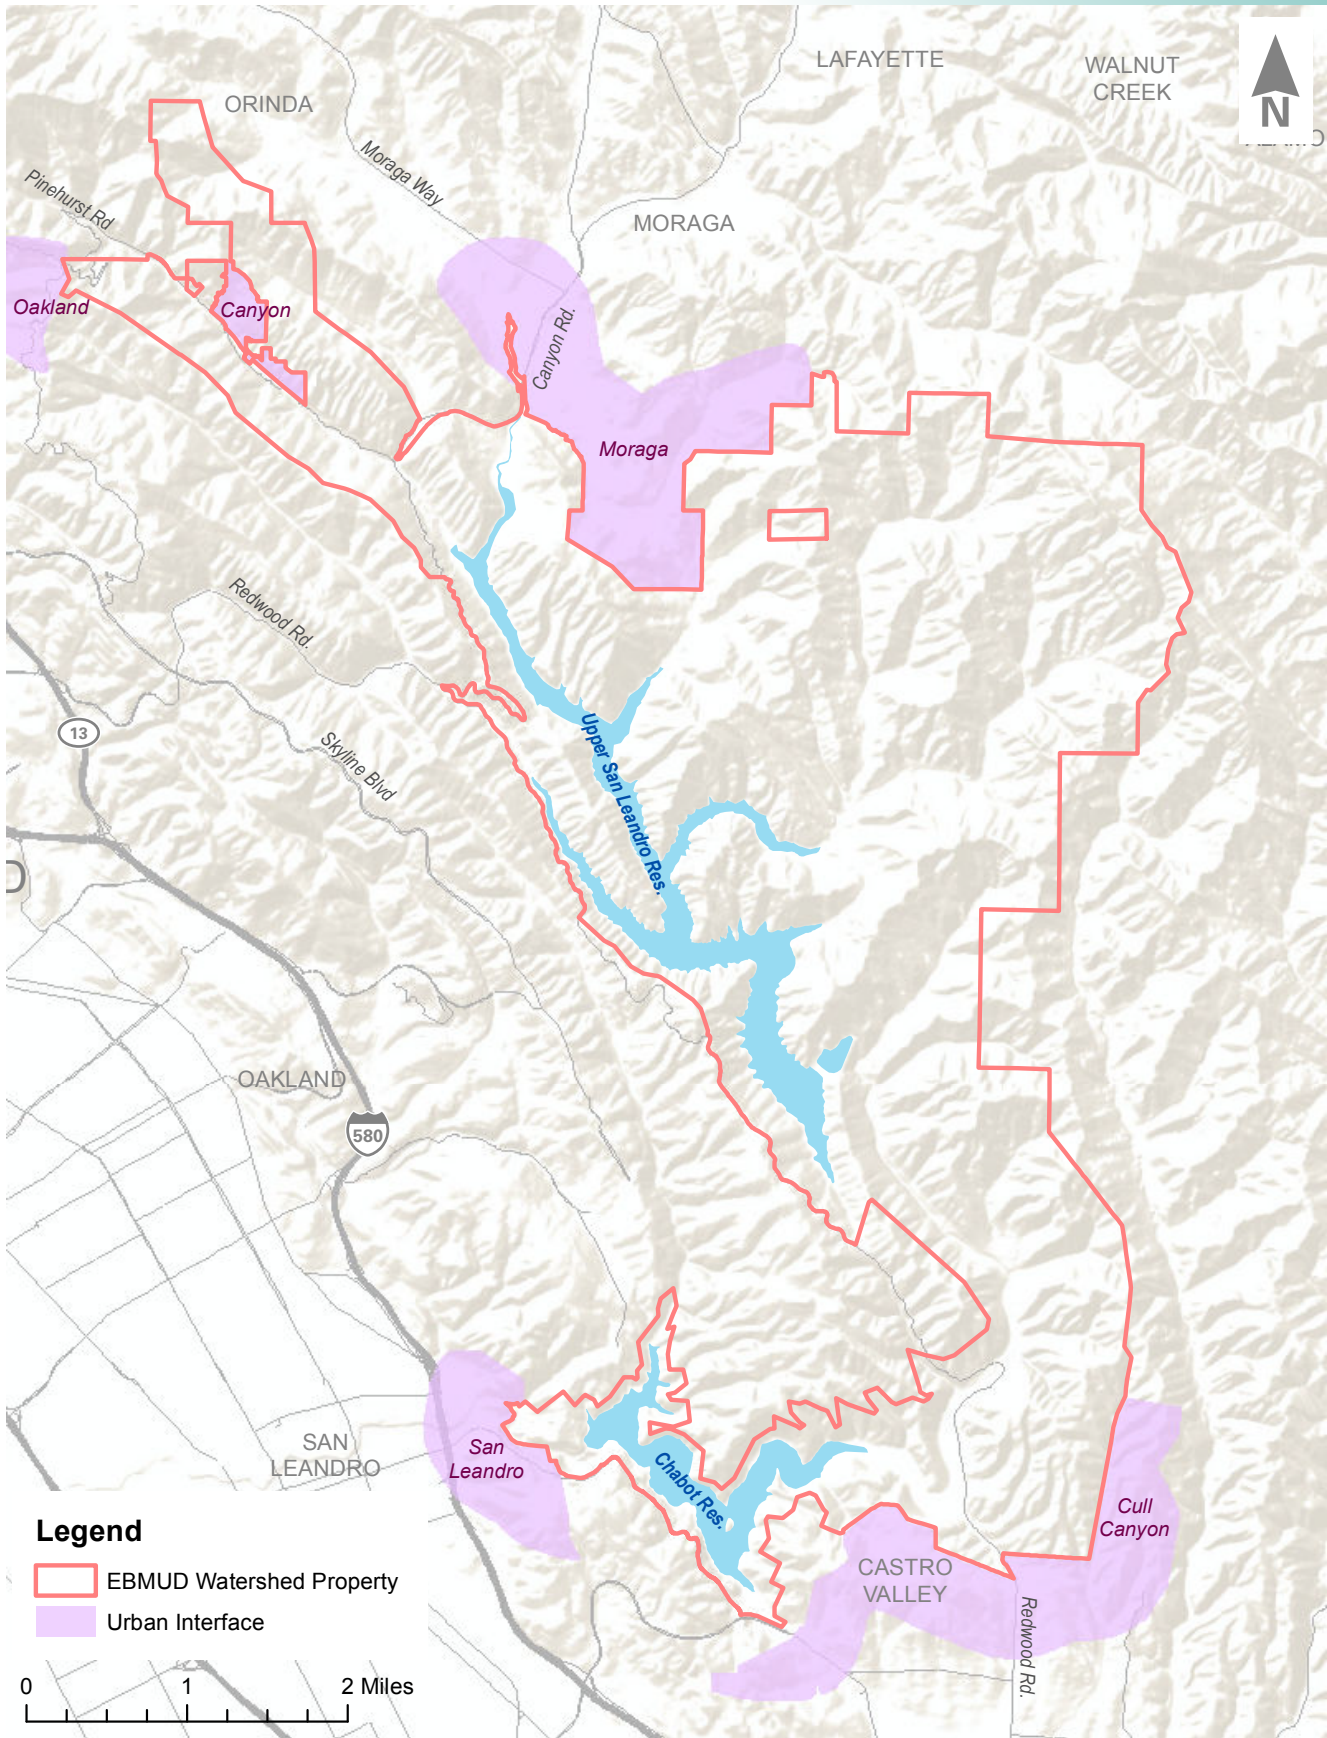 LAFAYETTE
WALNUT
CREEK
N
ORINDA
Moraga Way
Pinehurst Rd
MORAGA
Oakland
Canyon
Canyon Rd.
Moraga
Redwood Rd.
13
Skyline Blvd
Upper San Leandro Res.
D
OAKLAND
580
SAN
LEANDRO
San
Leandro
Chabot Res.
Cull
Canyon
CASTRO
VALLEY
Redwood Rd.
Legend
EBMUD Watershed Property
Urban Interface
0 1 2 Miles